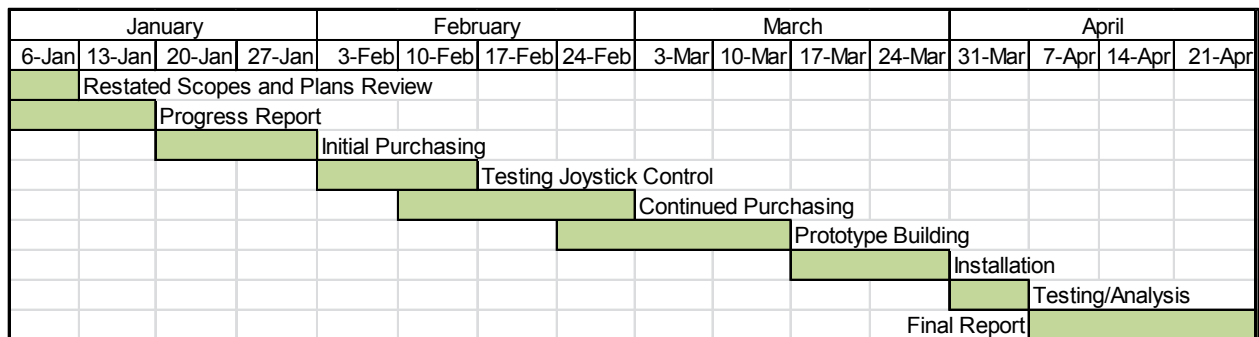 January February March April
6-Jan 13-Jan 20-Jan 27-Jan 3-Feb 10-Feb 17-Feb 24-Feb 3-Mar 10-Mar 17-Mar 24-Mar 31-Mar 7-Apr 14-Apr 21-Apr
Restated Scopes and Plans Review
Progress Report
Initial Purchasing
Testing Joystick Control
Continued Purchasing
Prototype Building
Installation
Testing/Analysis
Final Report